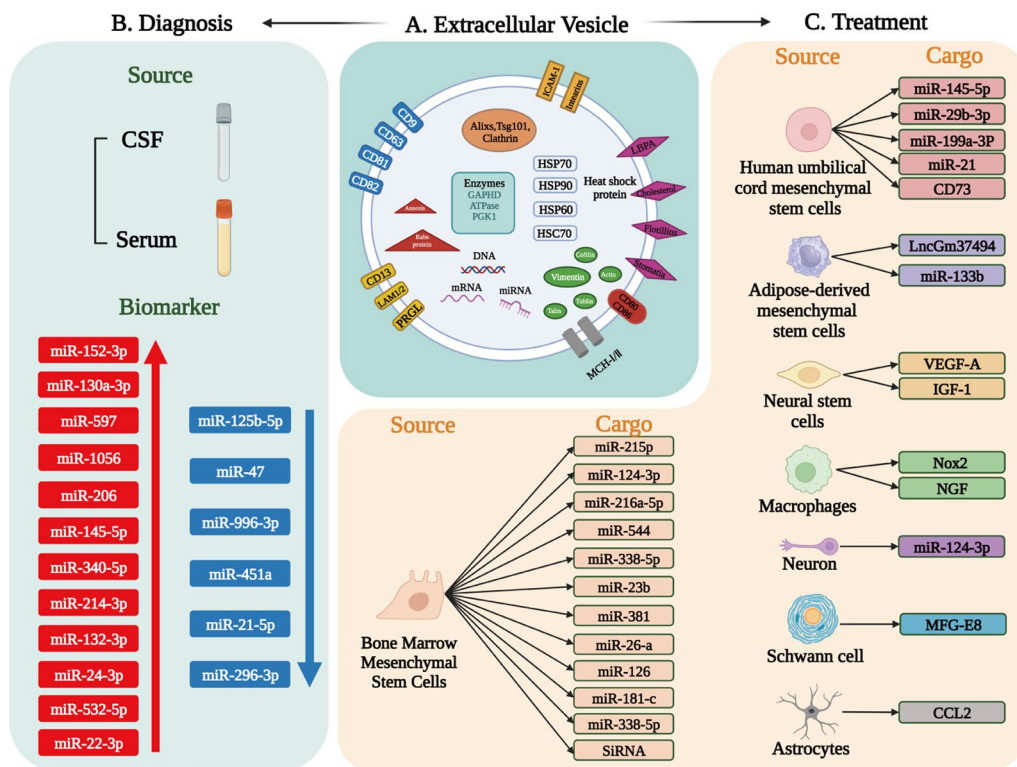 B. Diagnosis
A. Extracellular Vesicle
C. Treatment
Source
CSF
Serum
Biomarker
miR-152-3p
miR-130a-3p
miR-597
miR-1056
miR-206
miR-145-5p
miR-340-5p
miR-214-3p
miR-132-3p
miR-24-3p
miR-532-5p
miR-22-3p
miR-125b-5p
miR-47
miR-996-3p
miR-451a
miR-21-5p
miR-296-3p
CD9
CD63
CD81
CD82
ICAM-1
Intearins
Alixs,Tsg101,
Clathrin
LBPA
Cholesterol
Flotillins
Stomatia
HSP70
HSP90
HSP60
HSC70
Heat shock
protein
Enzymes
GAPHD
ATPase
PGK1
Annexin
Rabs
protein
DNA
mRNA
miRNA
Cofilin
Vimentin
Actin
Talin
Tublin
CD13
LAM1/2
PRGL
CD80
CD86
MCH-I/II
Source
Cargo
Bone Marrow
Mesenchymal
Stem Cells
miR-215p
miR-124-3p
miR-216a-5p
miR-544
miR-338-5p
miR-23b
miR-381
miR-26-a
miR-126
miR-181-c
miR-338-5p
SiRNA
Source
Cargo
Human umbilical
cord mesenchymal
stem cells
miR-145-5p
miR-29b-3p
miR-199a-3P
miR-21
CD73
Adipose-derived
mesenchymal
stem cells
LncGm37494
miR-133b
Neural stem
cells
VEGF-A
IGF-1
Macrophages
Nox2
NGF
Neuron
miR-124-3p
Schwann cell
MFG-E8
Astrocytes
CCL2